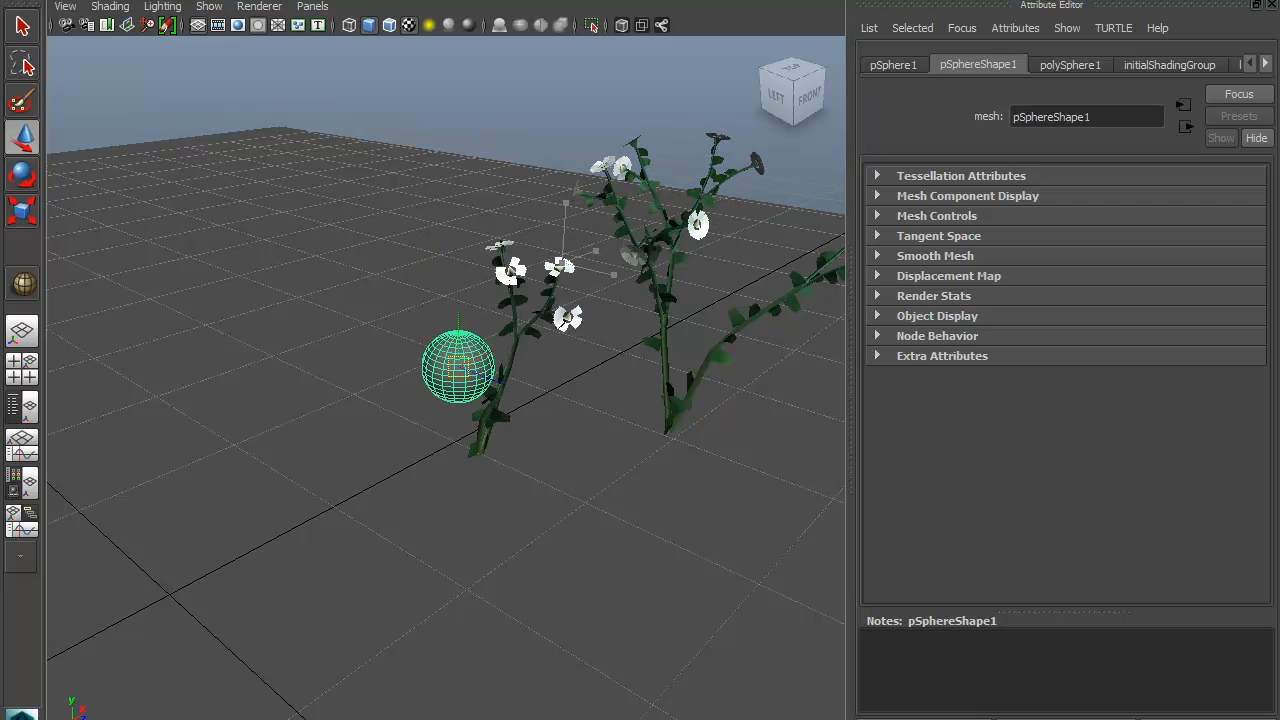 Attribute Editor
View Shading Lighting Show Renderer Panels
List Selected Focus Attributes Show TURTLE Help
pSphere1 pSphereShape1 polySphere1 initialShadingGroup
TOP
LEFT FRONT
Focus
mesh: pSphereShape1
Presets
Show Hide
Tessellation Attributes
Mesh Component Display
Mesh Controls
Tangent Space
Smooth Mesh
Displacement Map
Render Stats
Object Display
Node Behavior
Extra Attributes
Notes: pSphereShape1
y
x
z